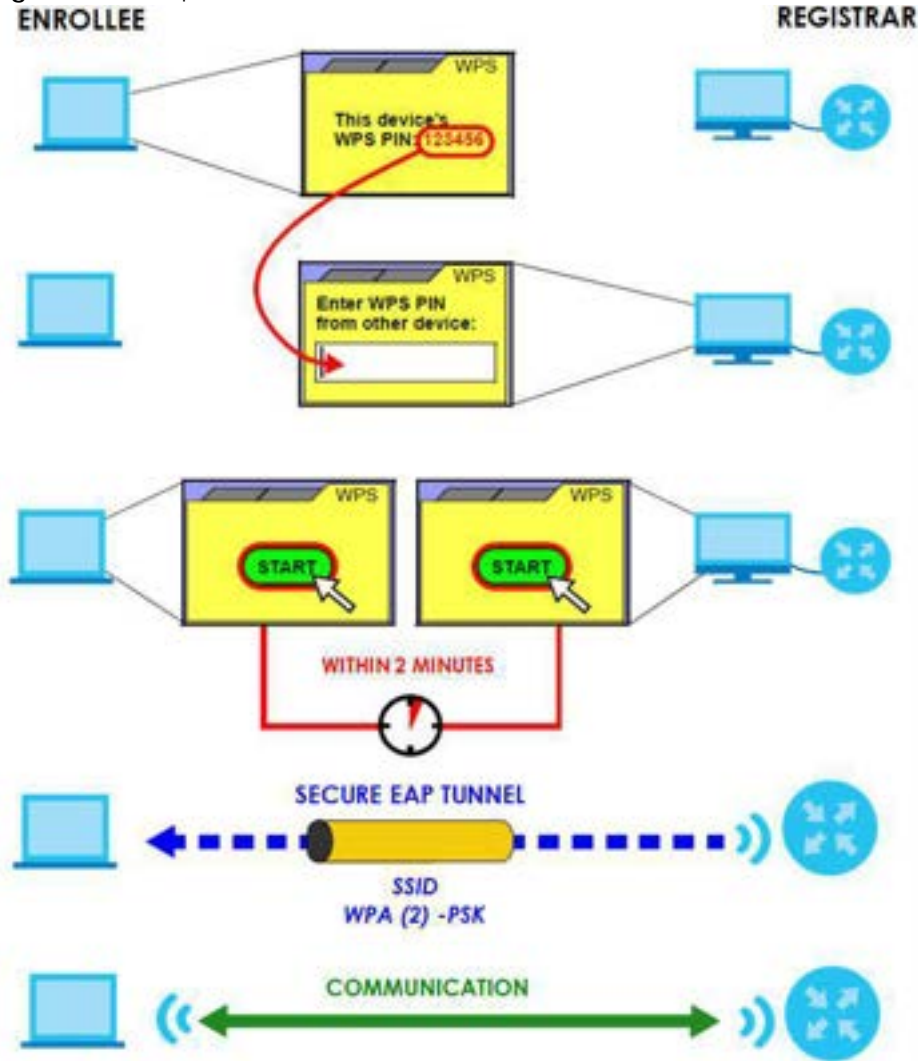 ENROLLEE
REGISTRAR
WPS
This device's
WPS PIN: 123456
WPS
Enter WPS PIN
from other device:
WPS
START
WPS
START
WITHIN 2 MINUTES
SECURE EAP TUNNEL
SSID
WPA (2) -PSK
COMMUNICATION